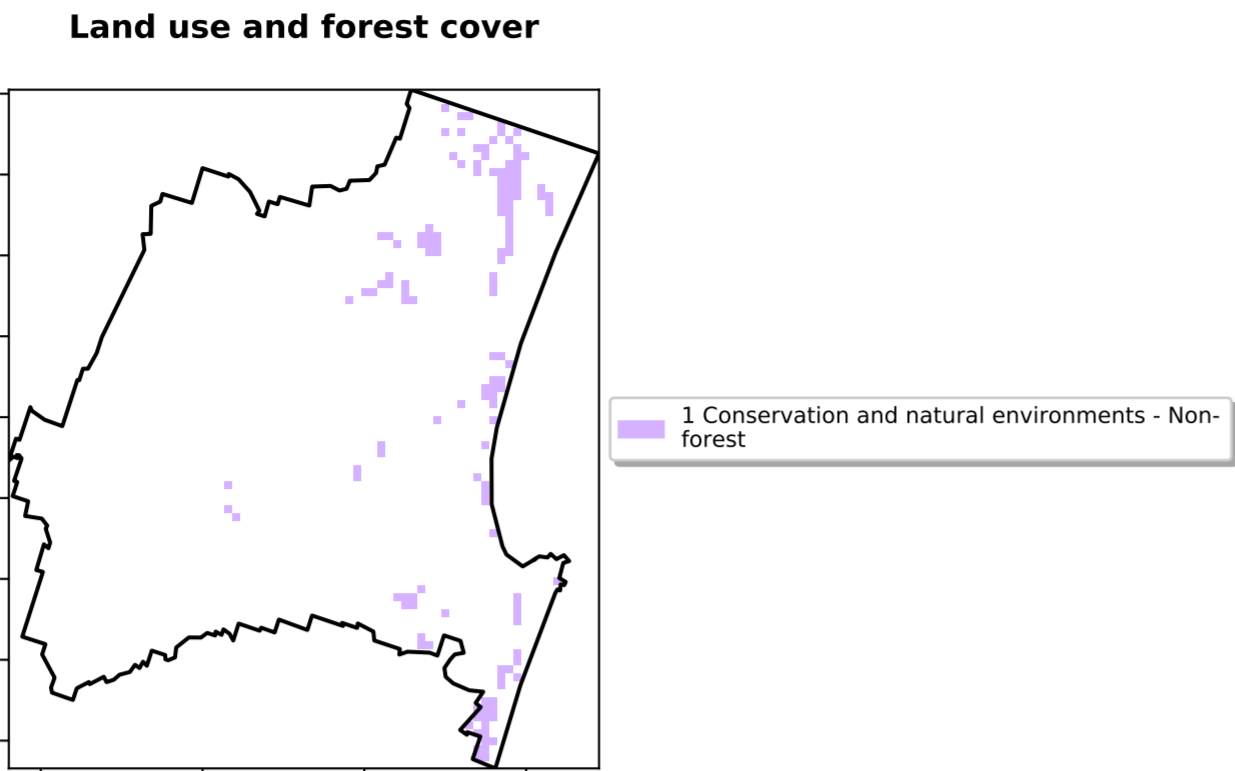 Land use and forest cover
1 Conservation and natural environments - Non-
forest